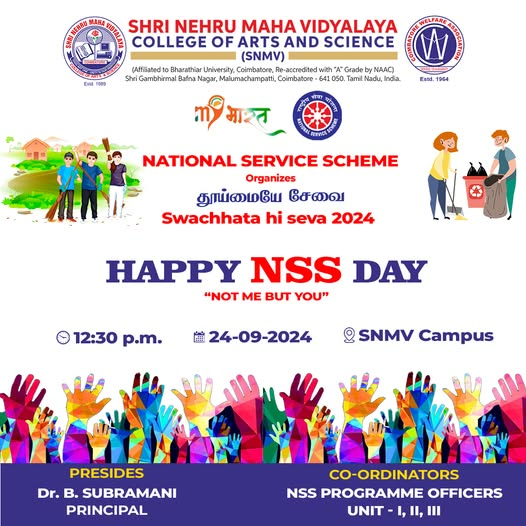 SHRI NEHRU MAHA VIDYALAYA
COLLEGE OF ARTS AND SCIENCE
(SNMV)
(Affiliated to Bharathiar University, Coimbatore, Re-accredited with "A" Grade by NAAC)
Shri Gambhirmal Bafna Nagar, Malumachampatti, Coimbatore - 641 050. Tamil Nadu, India.
SHRI NEHRU MAHA VIDYALAYA
Estd 1995
COIMBATORE WELFARE ASSOCIATION
Estd. 1964
my भारत
राष्ट्रीय सेवा योजना
NATIONAL SERVICE SCHEME
NATIONAL SERVICE SCHEME
Organizes
தூய்மையே சேவை
Swachhata hi seva 2024
HAPPY NSS DAY
"NOT ME BUT YOU"
12:30 p.m.
24-09-2024
SNMV Campus
PRESIDES
Dr. B. SUBRAMANI
PRINCIPAL
CO-ORDINATORS
NSS PROGRAMME OFFICERS
UNIT - I, II, III